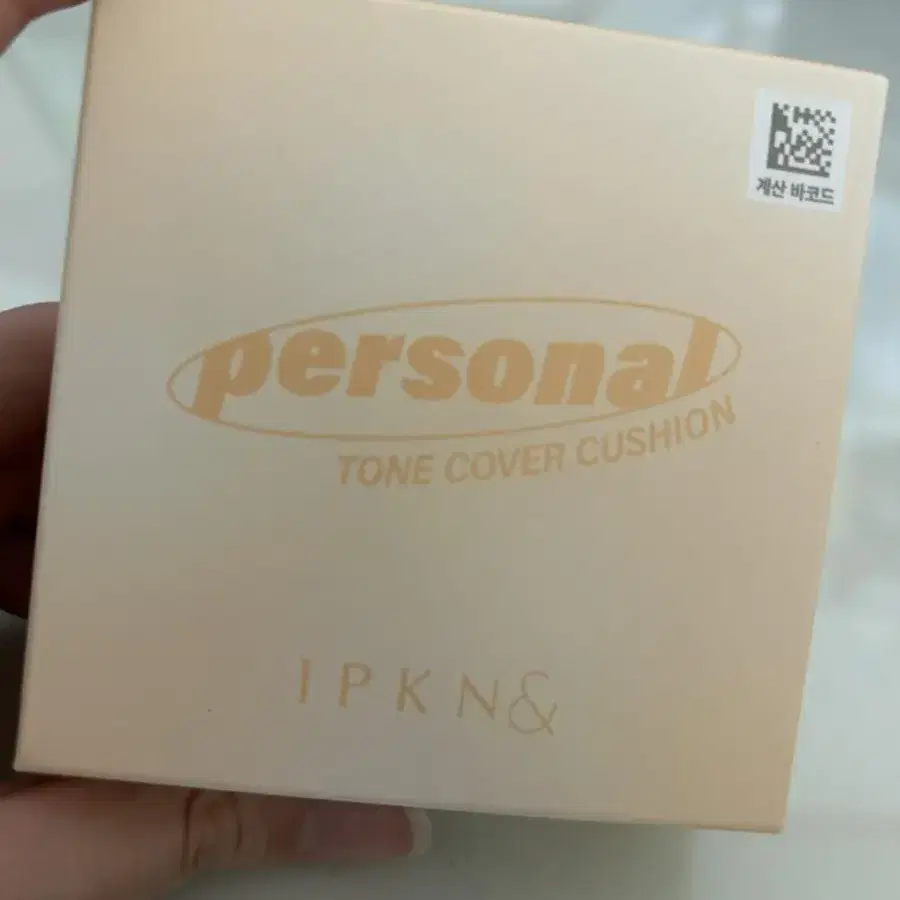 계산 바코드
personal
TONE COVER CUSHION
IPKN&